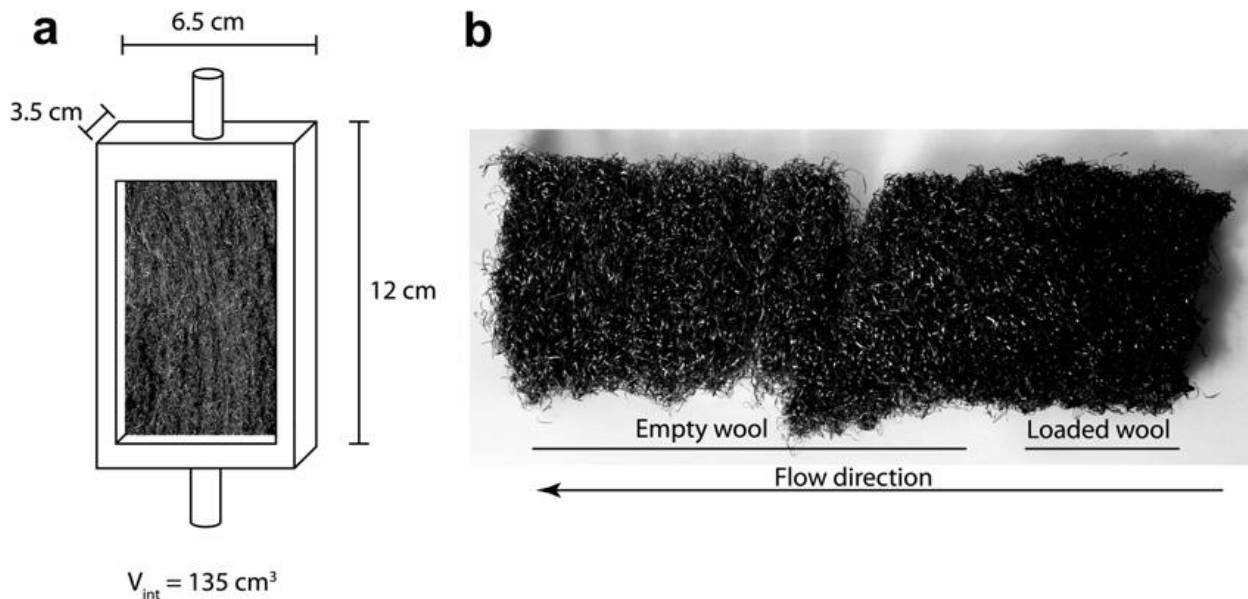 a
6.5 cm
3.5 cm
12 cm
V_int = 135 cm³
b
Empty wool
Loaded wool
Flow direction